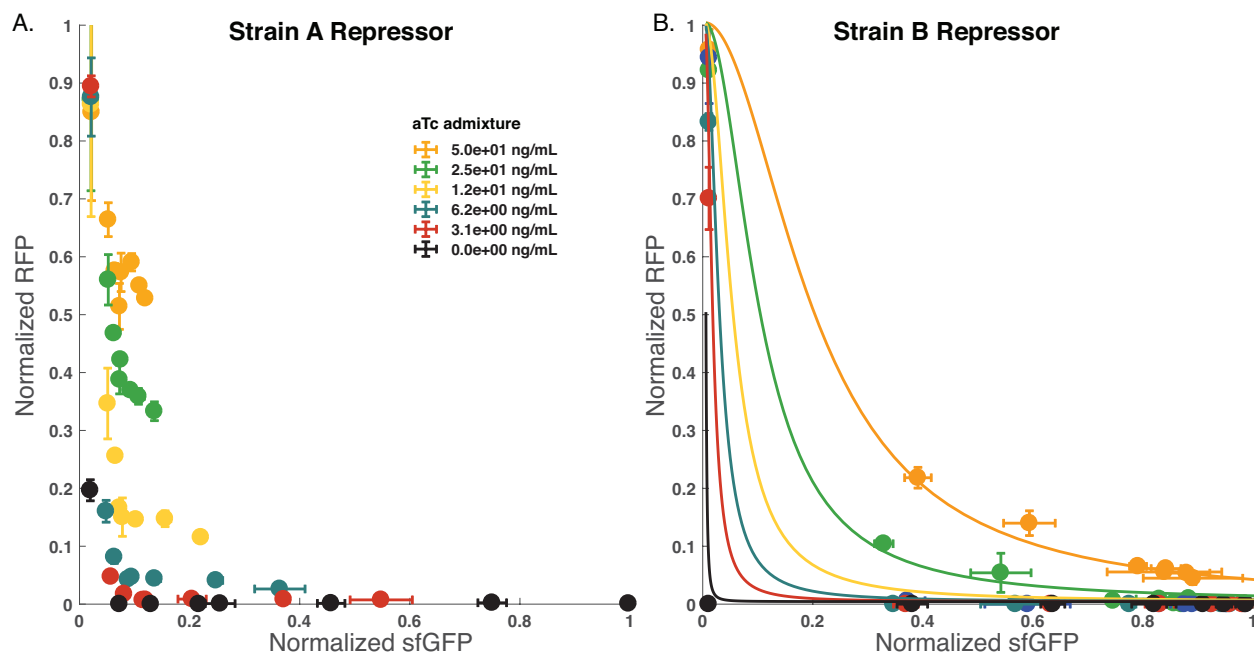 A.
Strain A Repressor
1
0.9
0.8
0.7
0.6
0.5
0.4
0.3
0.2
0.1
0
Normalized RFP
aTc admixture
5.0e+01 ng/mL
2.5e+01 ng/mL
1.2e+01 ng/mL
6.2e+00 ng/mL
3.1e+00 ng/mL
0.0e+00 ng/mL
0 0.2 0.4 0.6 0.8 1
Normalized sfGFP
B.
Strain B Repressor
1
0.9
0.8
0.7
0.6
0.5
0.4
0.3
0.2
0.1
0
Normalized RFP
0 0.2 0.4 0.6 0.8 1
Normalized sfGFP